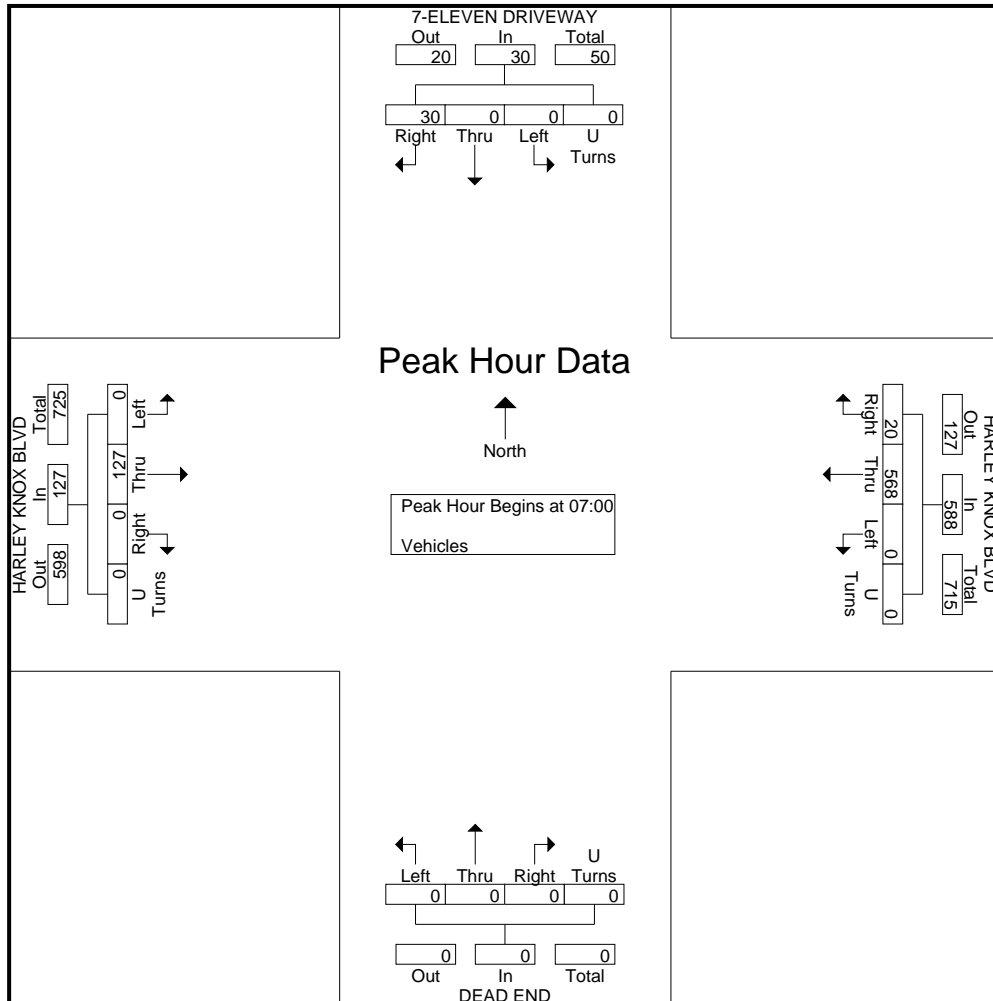 7-ELEVEN DRIVEWAY
Out In Total
20 30 50
30 0 0 0
Right Thru Left U Turns
Peak Hour Data
North
Peak Hour Begins at 07:00
Vehicles
HARLEY KNOX BLVD
Out In Total
598 127 725
0 127 0 0
Left Thru Right U Turns
HARLEY KNOX BLVD
Out In Total
127 588 715
20 568 0 0
Right Thru Left U Turns
Left Thru Right U Turns
0 0 0 0
0 0 0
Out In Total
DEAD END